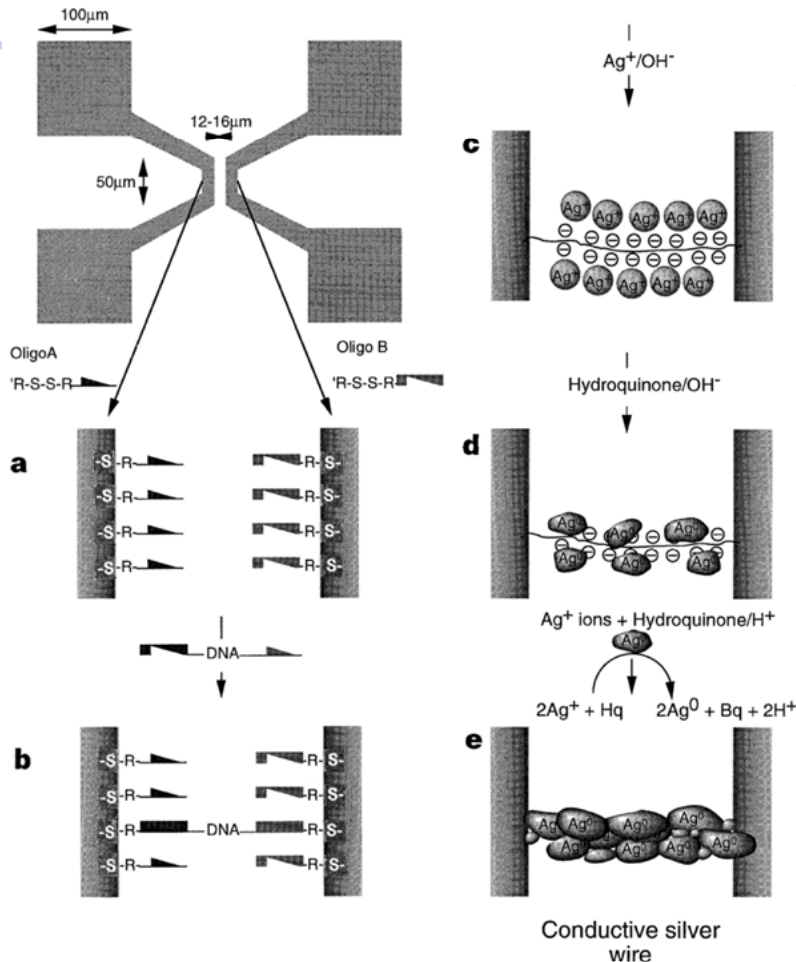 100μm
12-16μm
50μm
OligoA
'R-S-S-R
Oligo B
'R-S-S-R
a
-S -R- -R- S-
-S -R- -R- S-
-S -R- -R- S-
-S -R- -R- S-
DNA
b
-S -R- -R- S-
-S -R- -R- S-
-S -R- DNA -R- S-
-S -R- -R- S-
Ag⁺/OH⁻
c
Ag⁺ Ag⁺ Ag⁺ Ag⁺ Ag⁺
⊖ ⊖ ⊖ ⊖ ⊖ ⊖ ⊖ ⊖
⊖ ⊖ ⊖ ⊖ ⊖ ⊖ ⊖ ⊖
Ag⁺ Ag⁺ Ag⁺ Ag⁺ Ag⁺
Hydroquinone/OH⁻
d
Ag⁰ Ag⁰ Ag⁰
Ag⁰ Ag⁰ Ag⁰
Ag⁺ ions + Hydroquinone/H⁺
Ag⁰
2Ag⁺ + Hq 2Ag⁰ + Bq + 2H⁺
e
Ag⁰ Ag⁰ Ag⁰ Ag⁰
Ag⁰ Ag⁰ Ag⁰ Ag⁰
Conductive silver
wire